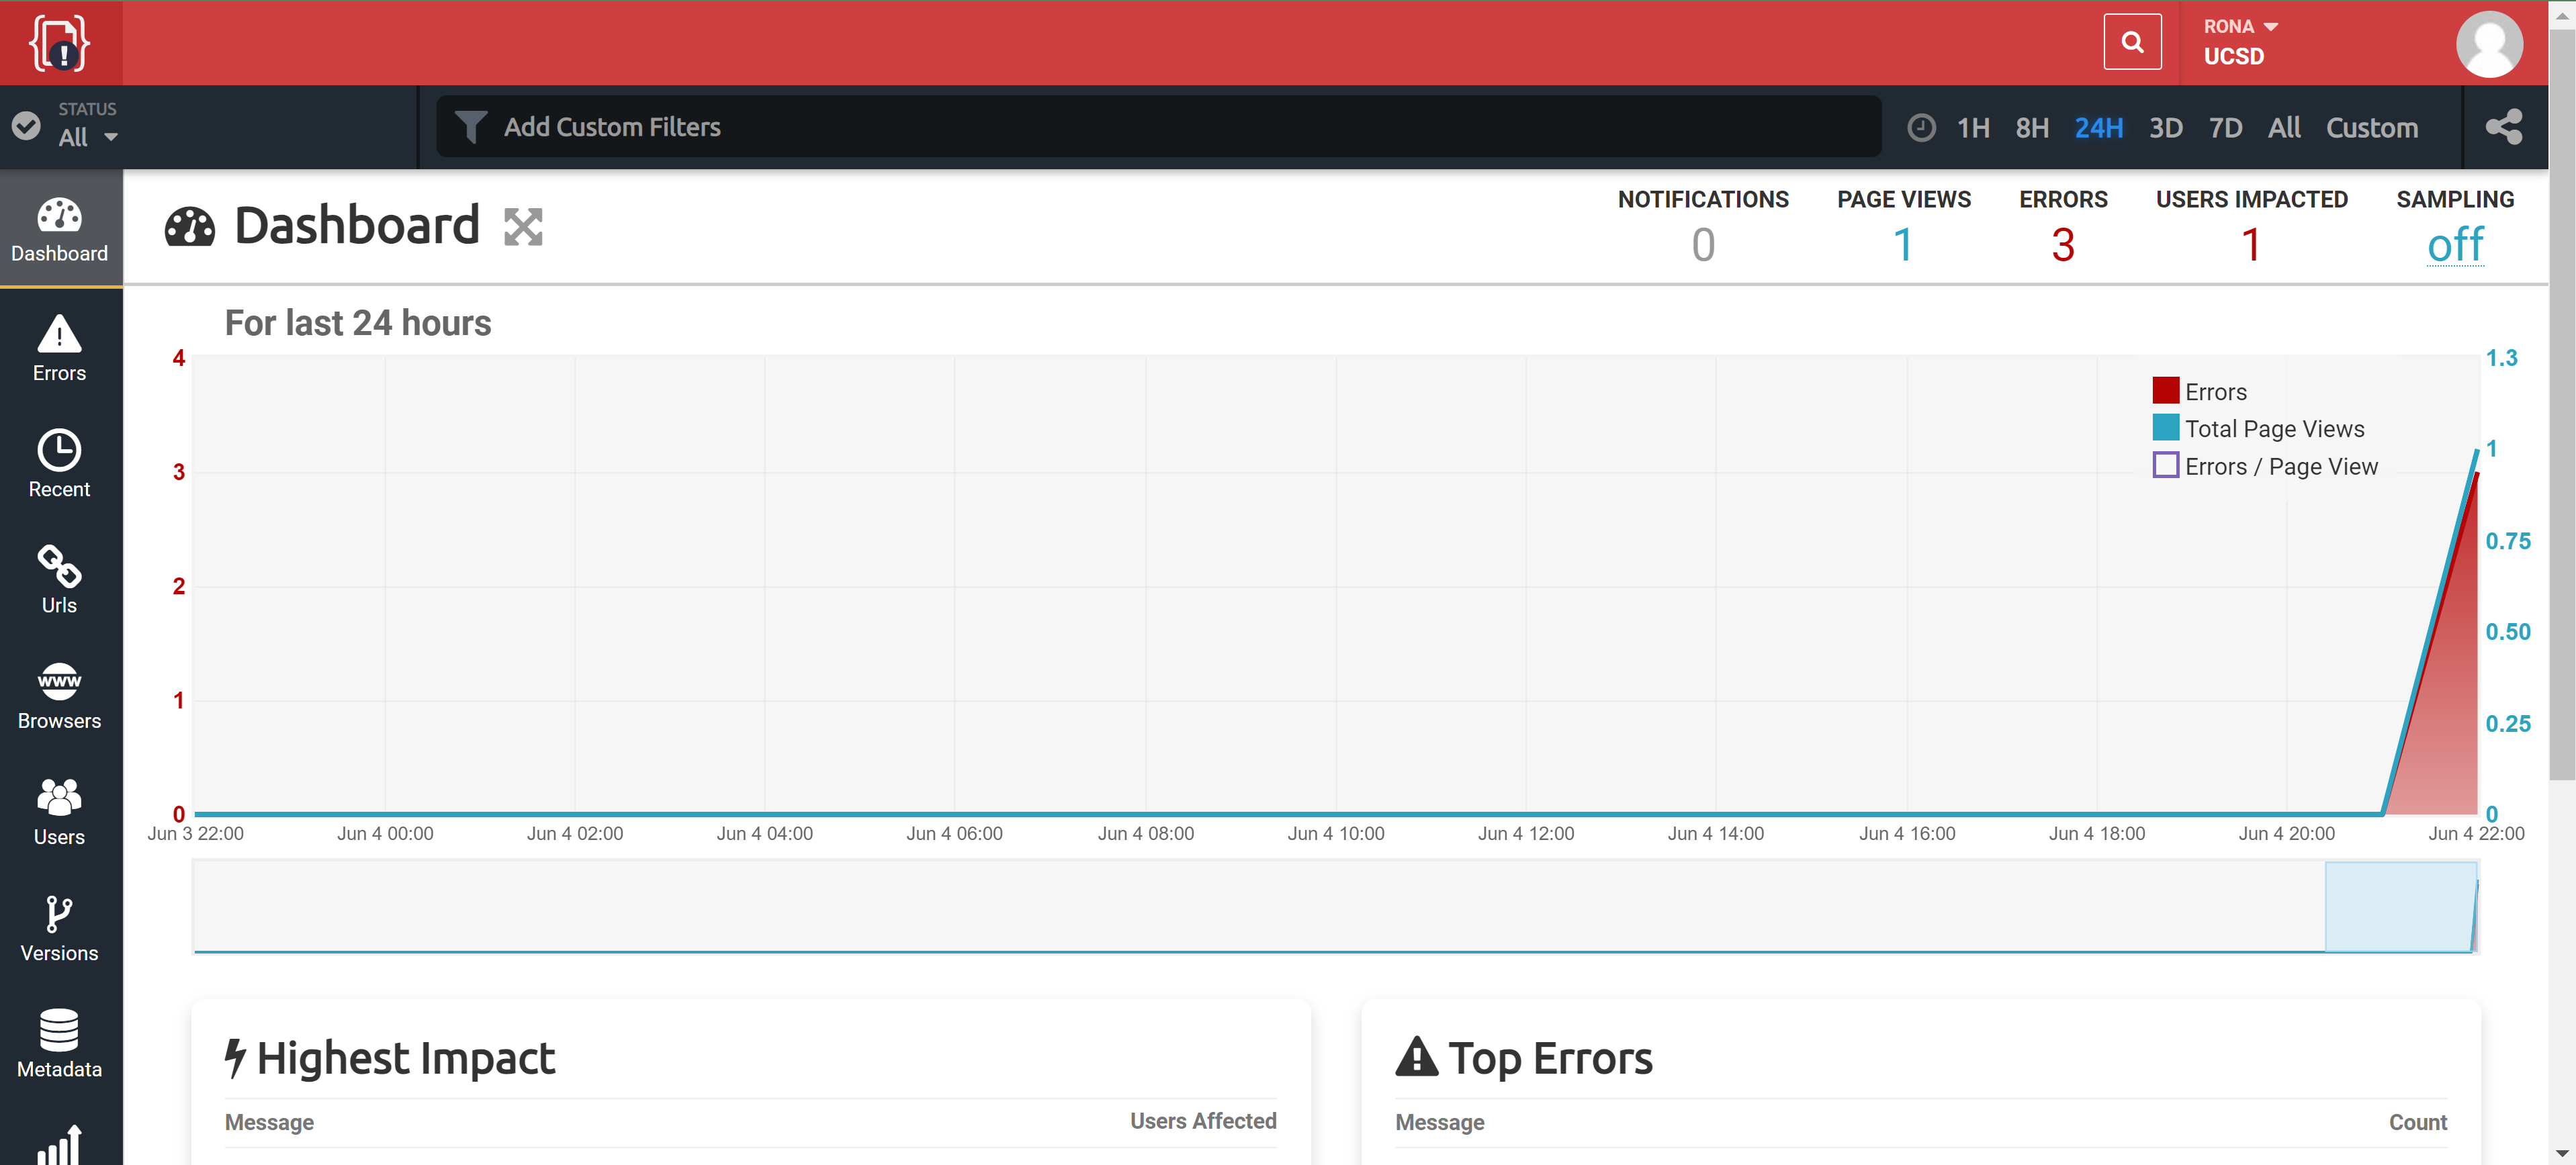 RONA
UCSD
STATUS
All
Add Custom Filters
1H 8H 24H 3D 7D All Custom
Dashboard
Errors
Recent
Urls
WWW
Browsers
Users
Versions
Metadata
Dashboard
NOTIFICATIONS PAGE VIEWS ERRORS USERS IMPACTED SAMPLING
0 1 3 1 off
For last 24 hours
4
3
2
1
0
1.3
1
0.75
0.50
0.25
0
Errors
Total Page Views
Errors / Page View
Jun 3 22:00 Jun 4 00:00 Jun 4 02:00 Jun 4 04:00 Jun 4 06:00 Jun 4 08:00 Jun 4 10:00 Jun 4 12:00 Jun 4 14:00 Jun 4 16:00 Jun 4 18:00 Jun 4 20:00 Jun 4 22:00
Highest Impact
Message Users Affected
Top Errors
Message Count